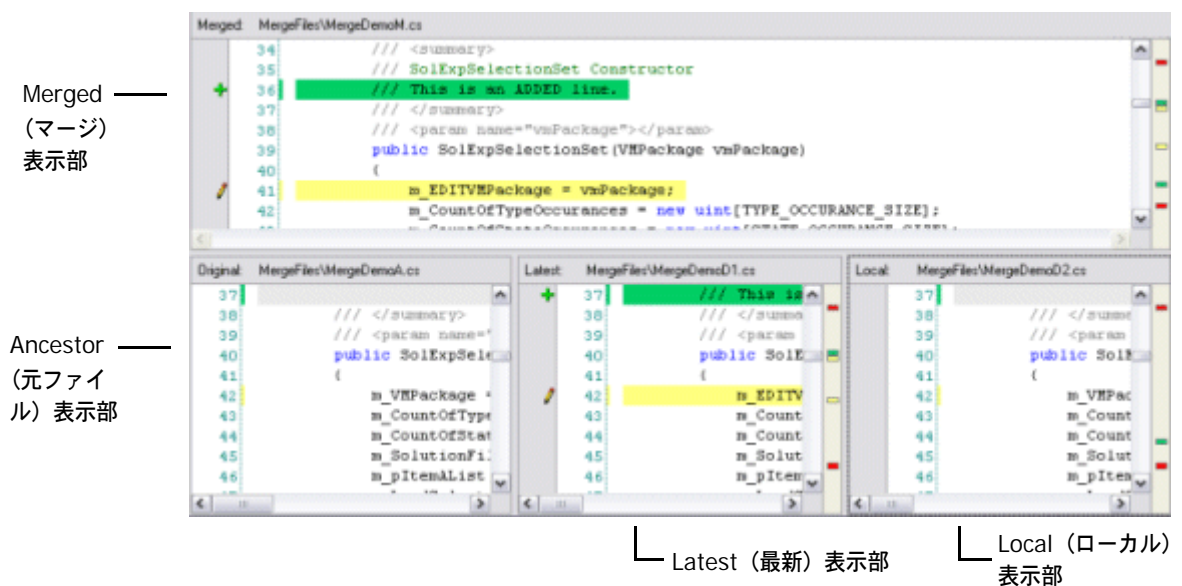 Merged: MergeFiles\MergeDemoM.cs
34 /// <summary>
35 /// SolExpSelectionSet Constructor
36 /// This is an ADDED line.
37 /// </summary>
38 /// <param name="vmPackage"></param>
39 public SolExpSelectionSet(VMPackage vmPackage)
40 {
41 m_EDITVMPackage = vmPackage;
42 m_CountOfTypeOccurances = new uint[TYPE_OCCURANCE_SIZE];
Merged
(マージ)
表示部
Original: MergeFiles\MergeDemoA.cs
37
38 /// </summary>
39 /// <param name="
40 public SolExpSele
41 {
42 m_VMPackage =
43 m_CountOfType
44 m_CountOfStat
45 m_SolutionFi
46 m_pItemAList
Ancestor
(元ファイ
ル)表示部
Latest: MergeFiles\MergeDemoD1.cs
37 /// This is
38 /// </summa
39 /// <param
40 public SolE
41 {
42 m_EDITV
43 m_Count
44 m_Count
45 m_Solut
46 m_pItem
Local: MergeFiles\MergeDemoD2.cs
37
38 /// </summa
39 /// <param
40 public SolE
41 {
42 m_VMPac
43 m_Count
44 m_Count
45 m_Solut
46 m_pItem
Latest(最新)表示部
Local(ローカル)
表示部